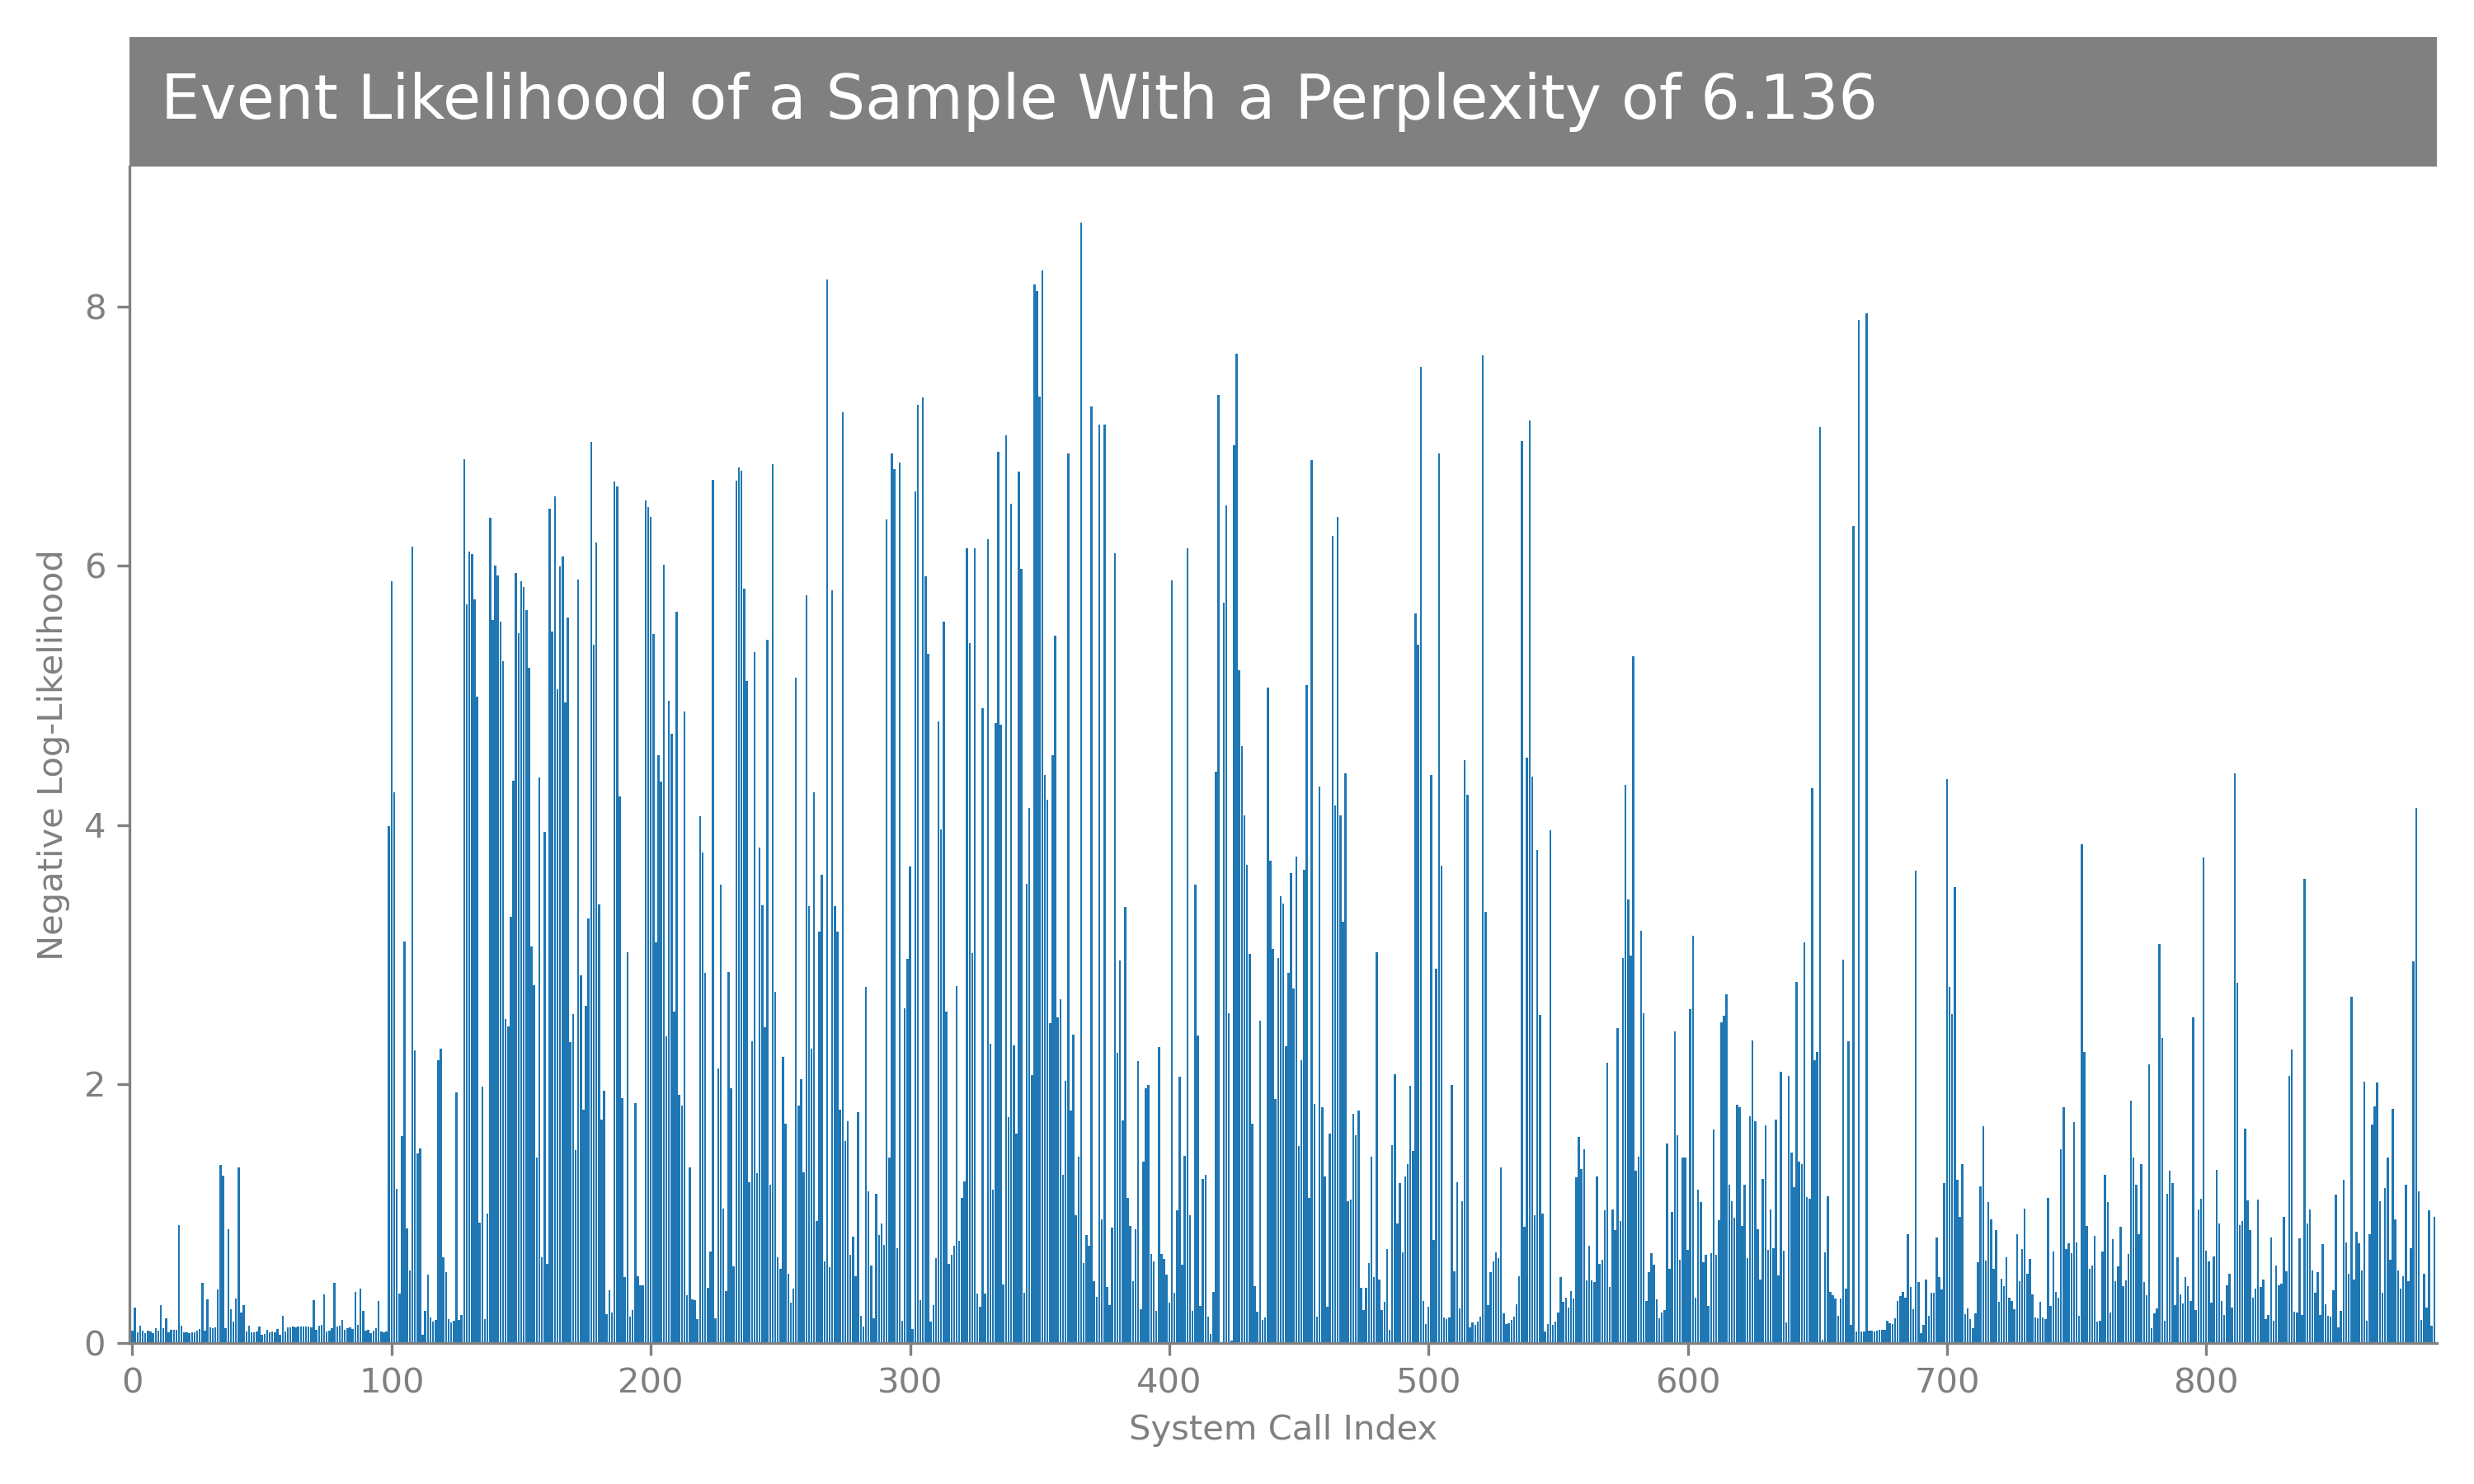 Event Likelihood of a Sample With a Perplexity of 6.136
Negative Log-Likelihood
8
6
4
2
0
0 100 200 300 400 500 600 700 800
System Call Index